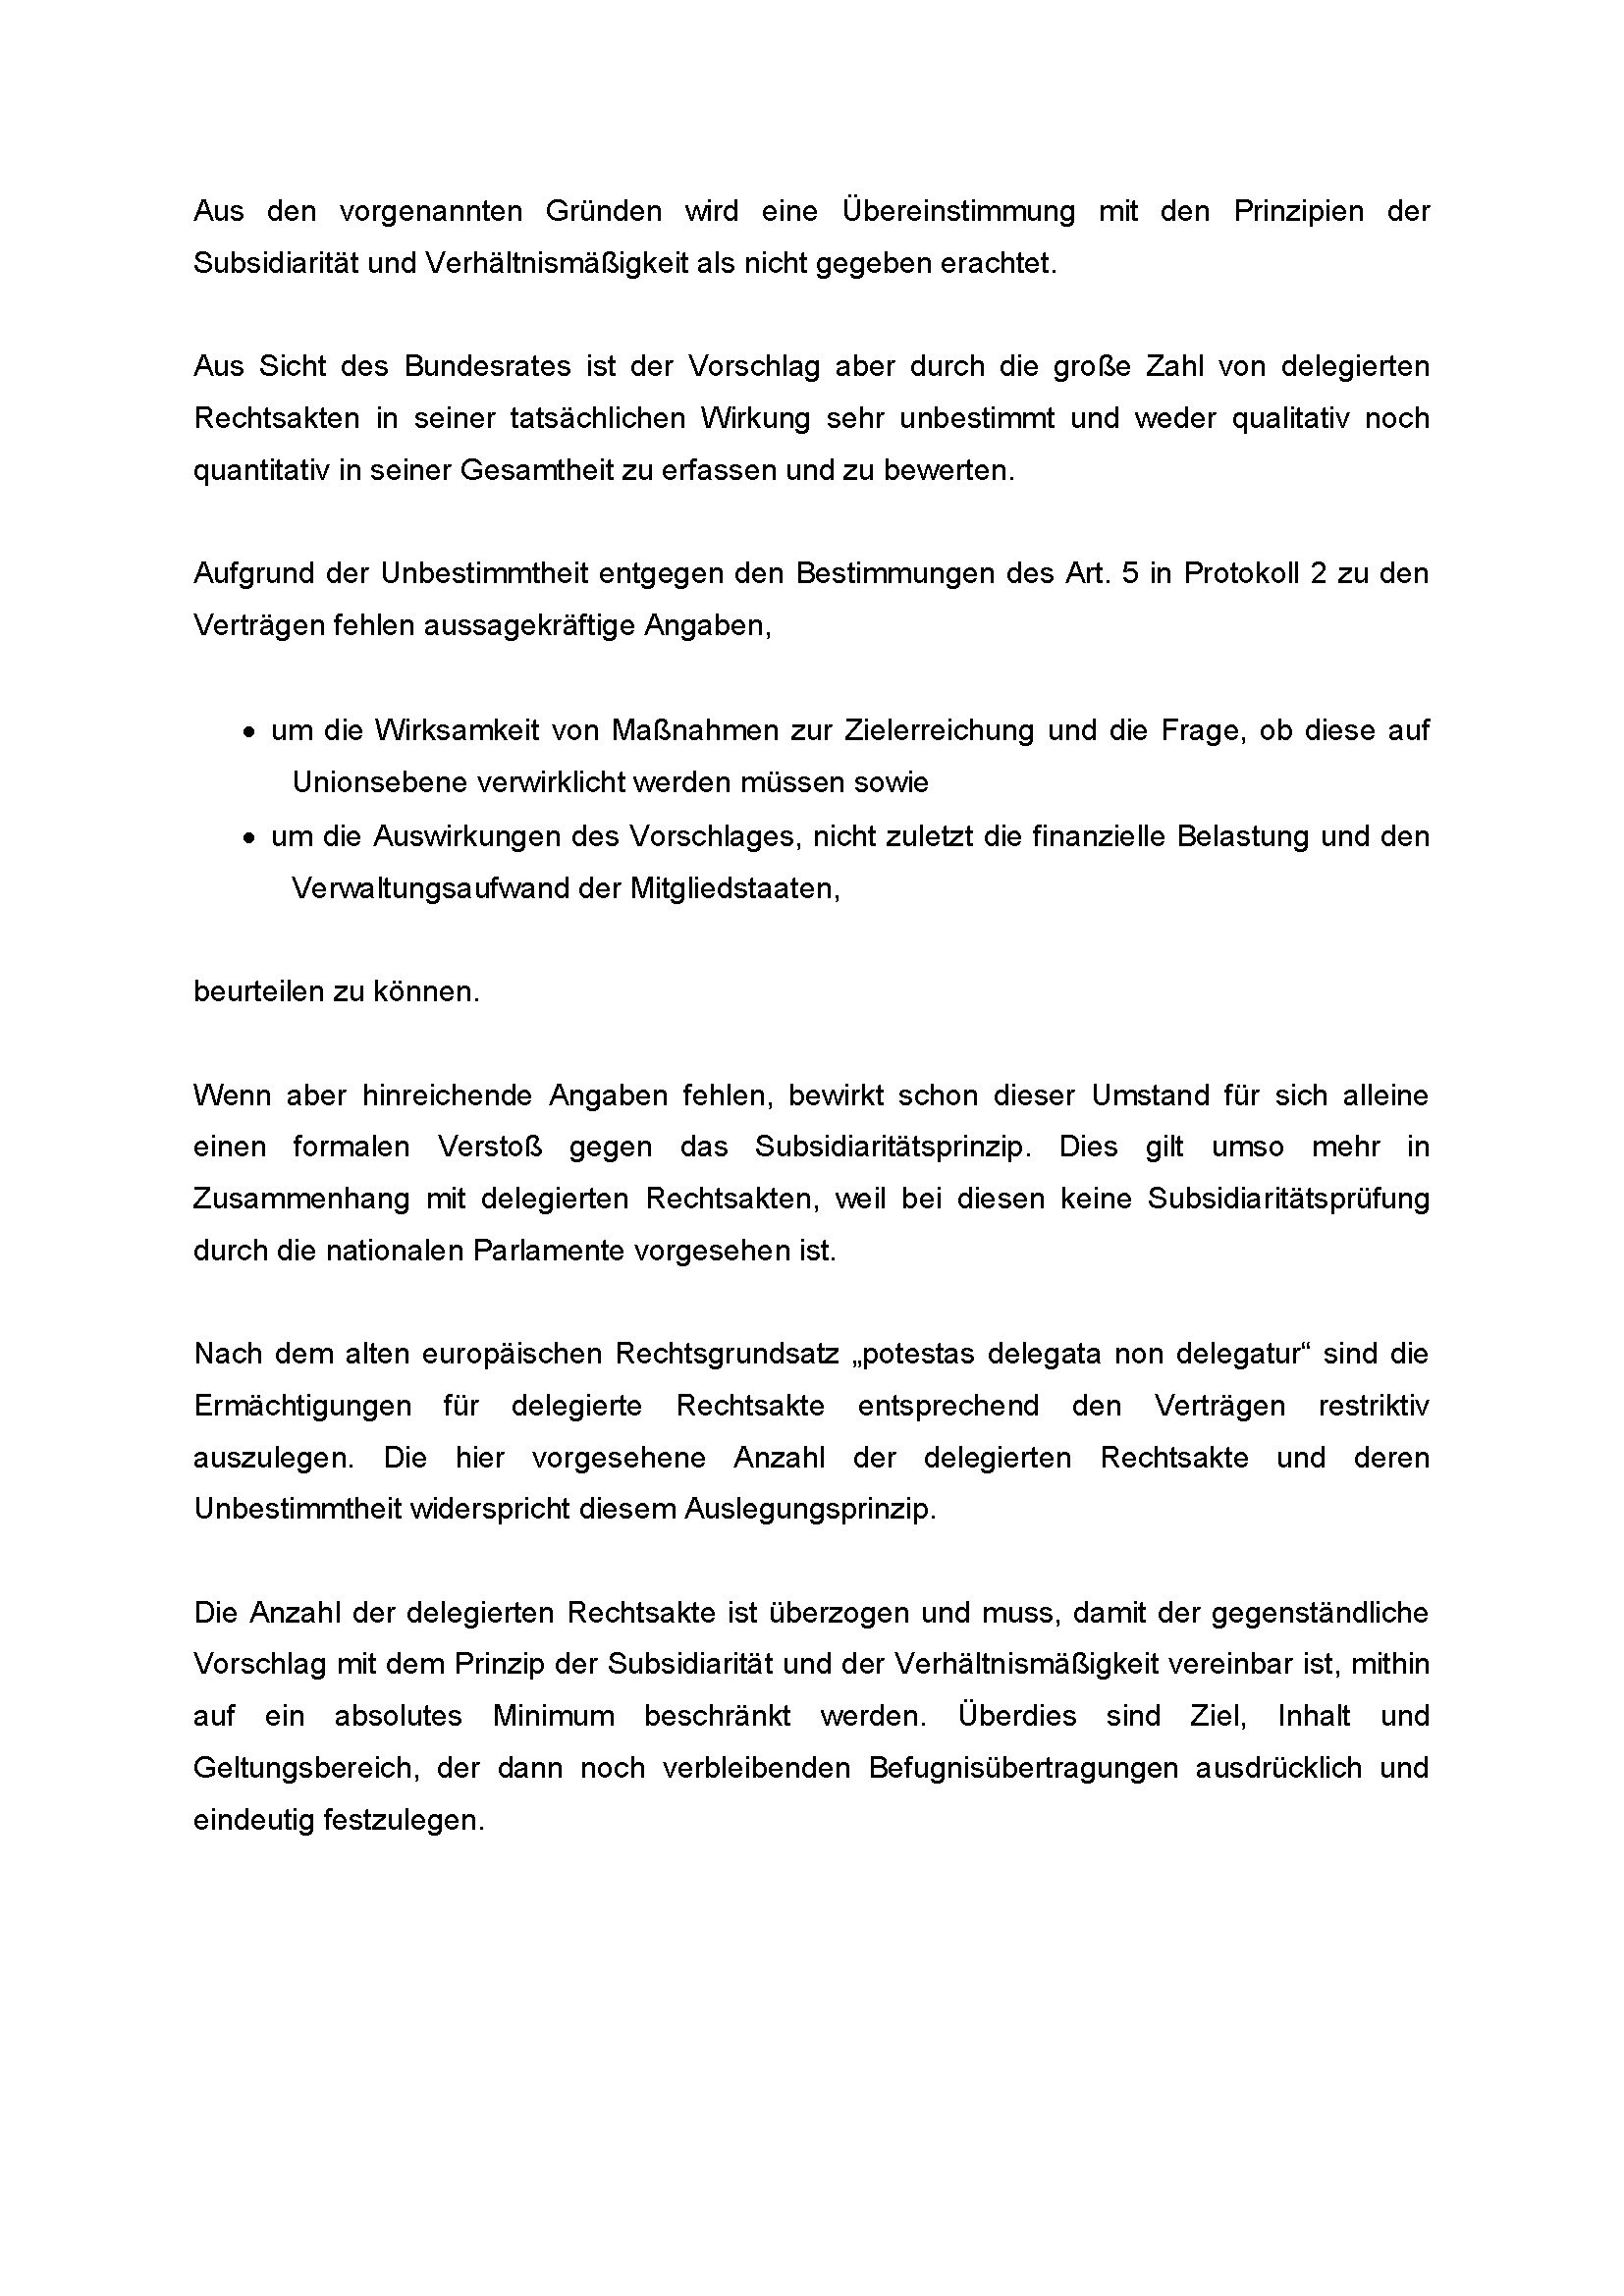 Aus den vorgenannten Gründen wird eine Übereinstimmung mit den Prinzipien der
Subsidiarität und Verhältnismäßigkeit als nicht gegeben erachtet.
Aus Sicht des Bundesrates ist der Vorschlag aber durch die große Zahl von delegierten
Rechtsakten in seiner tatsächlichen Wirkung sehr unbestimmt und weder qualitativ noch
quantitativ in seiner Gesamtheit zu erfassen und zu bewerten.
Aufgrund der Unbestimmtheit entgegen den Bestimmungen des Art. 5 in Protokoll 2 zu den
Verträgen fehlen aussagekräftige Angaben,
• um die Wirksamkeit von Maßnahmen zur Zielerreichung und die Frage, ob diese auf
Unionsebene verwirklicht werden müssen sowie
• um die Auswirkungen des Vorschlages, nicht zuletzt die finanzielle Belastung und den
Verwaltungsaufwand der Mitgliedstaaten,
beurteilen zu können.
Wenn aber hinreichende Angaben fehlen, bewirkt schon dieser Umstand für sich alleine
einen formalen Verstoß gegen das Subsidiaritätsprinzip. Dies gilt umso mehr in
Zusammenhang mit delegierten Rechtsakten, weil bei diesen keine Subsidiaritätsprüfung
durch die nationalen Parlamente vorgesehen ist.
Nach dem alten europäischen Rechtsgrundsatz „potestas delegata non delegatur“ sind die
Ermächtigungen für delegierte Rechtsakte entsprechend den Verträgen restriktiv
auszulegen. Die hier vorgesehene Anzahl der delegierten Rechtsakte und deren
Unbestimmtheit widerspricht diesem Auslegungsprinzip.
Die Anzahl der delegierten Rechtsakte ist überzogen und muss, damit der gegenständliche
Vorschlag mit dem Prinzip der Subsidiarität und der Verhältnismäßigkeit vereinbar ist, mithin
auf ein absolutes Minimum beschränkt werden. Überdies sind Ziel, Inhalt und
Geltungsbereich, der dann noch verbleibenden Befugnisübertragungen ausdrücklich und
eindeutig festzulegen.